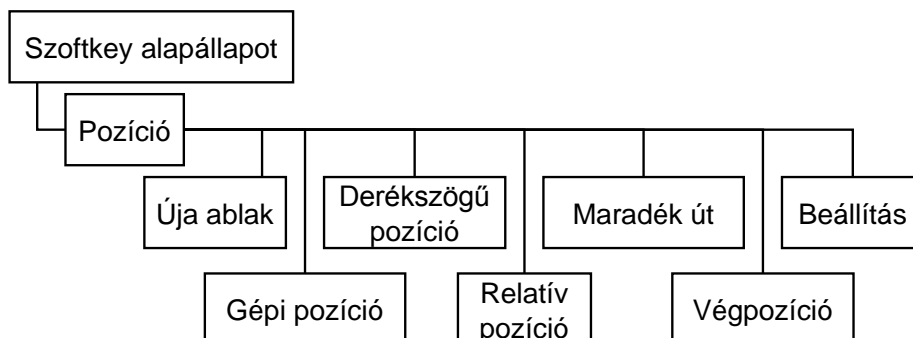 Szoftkey alapállapot
Pozíció
Úja ablak
Derékszögű
pozíció
Maradék út
Beállítás
Gépi pozíció
Relatív
pozíció
Végpozíció